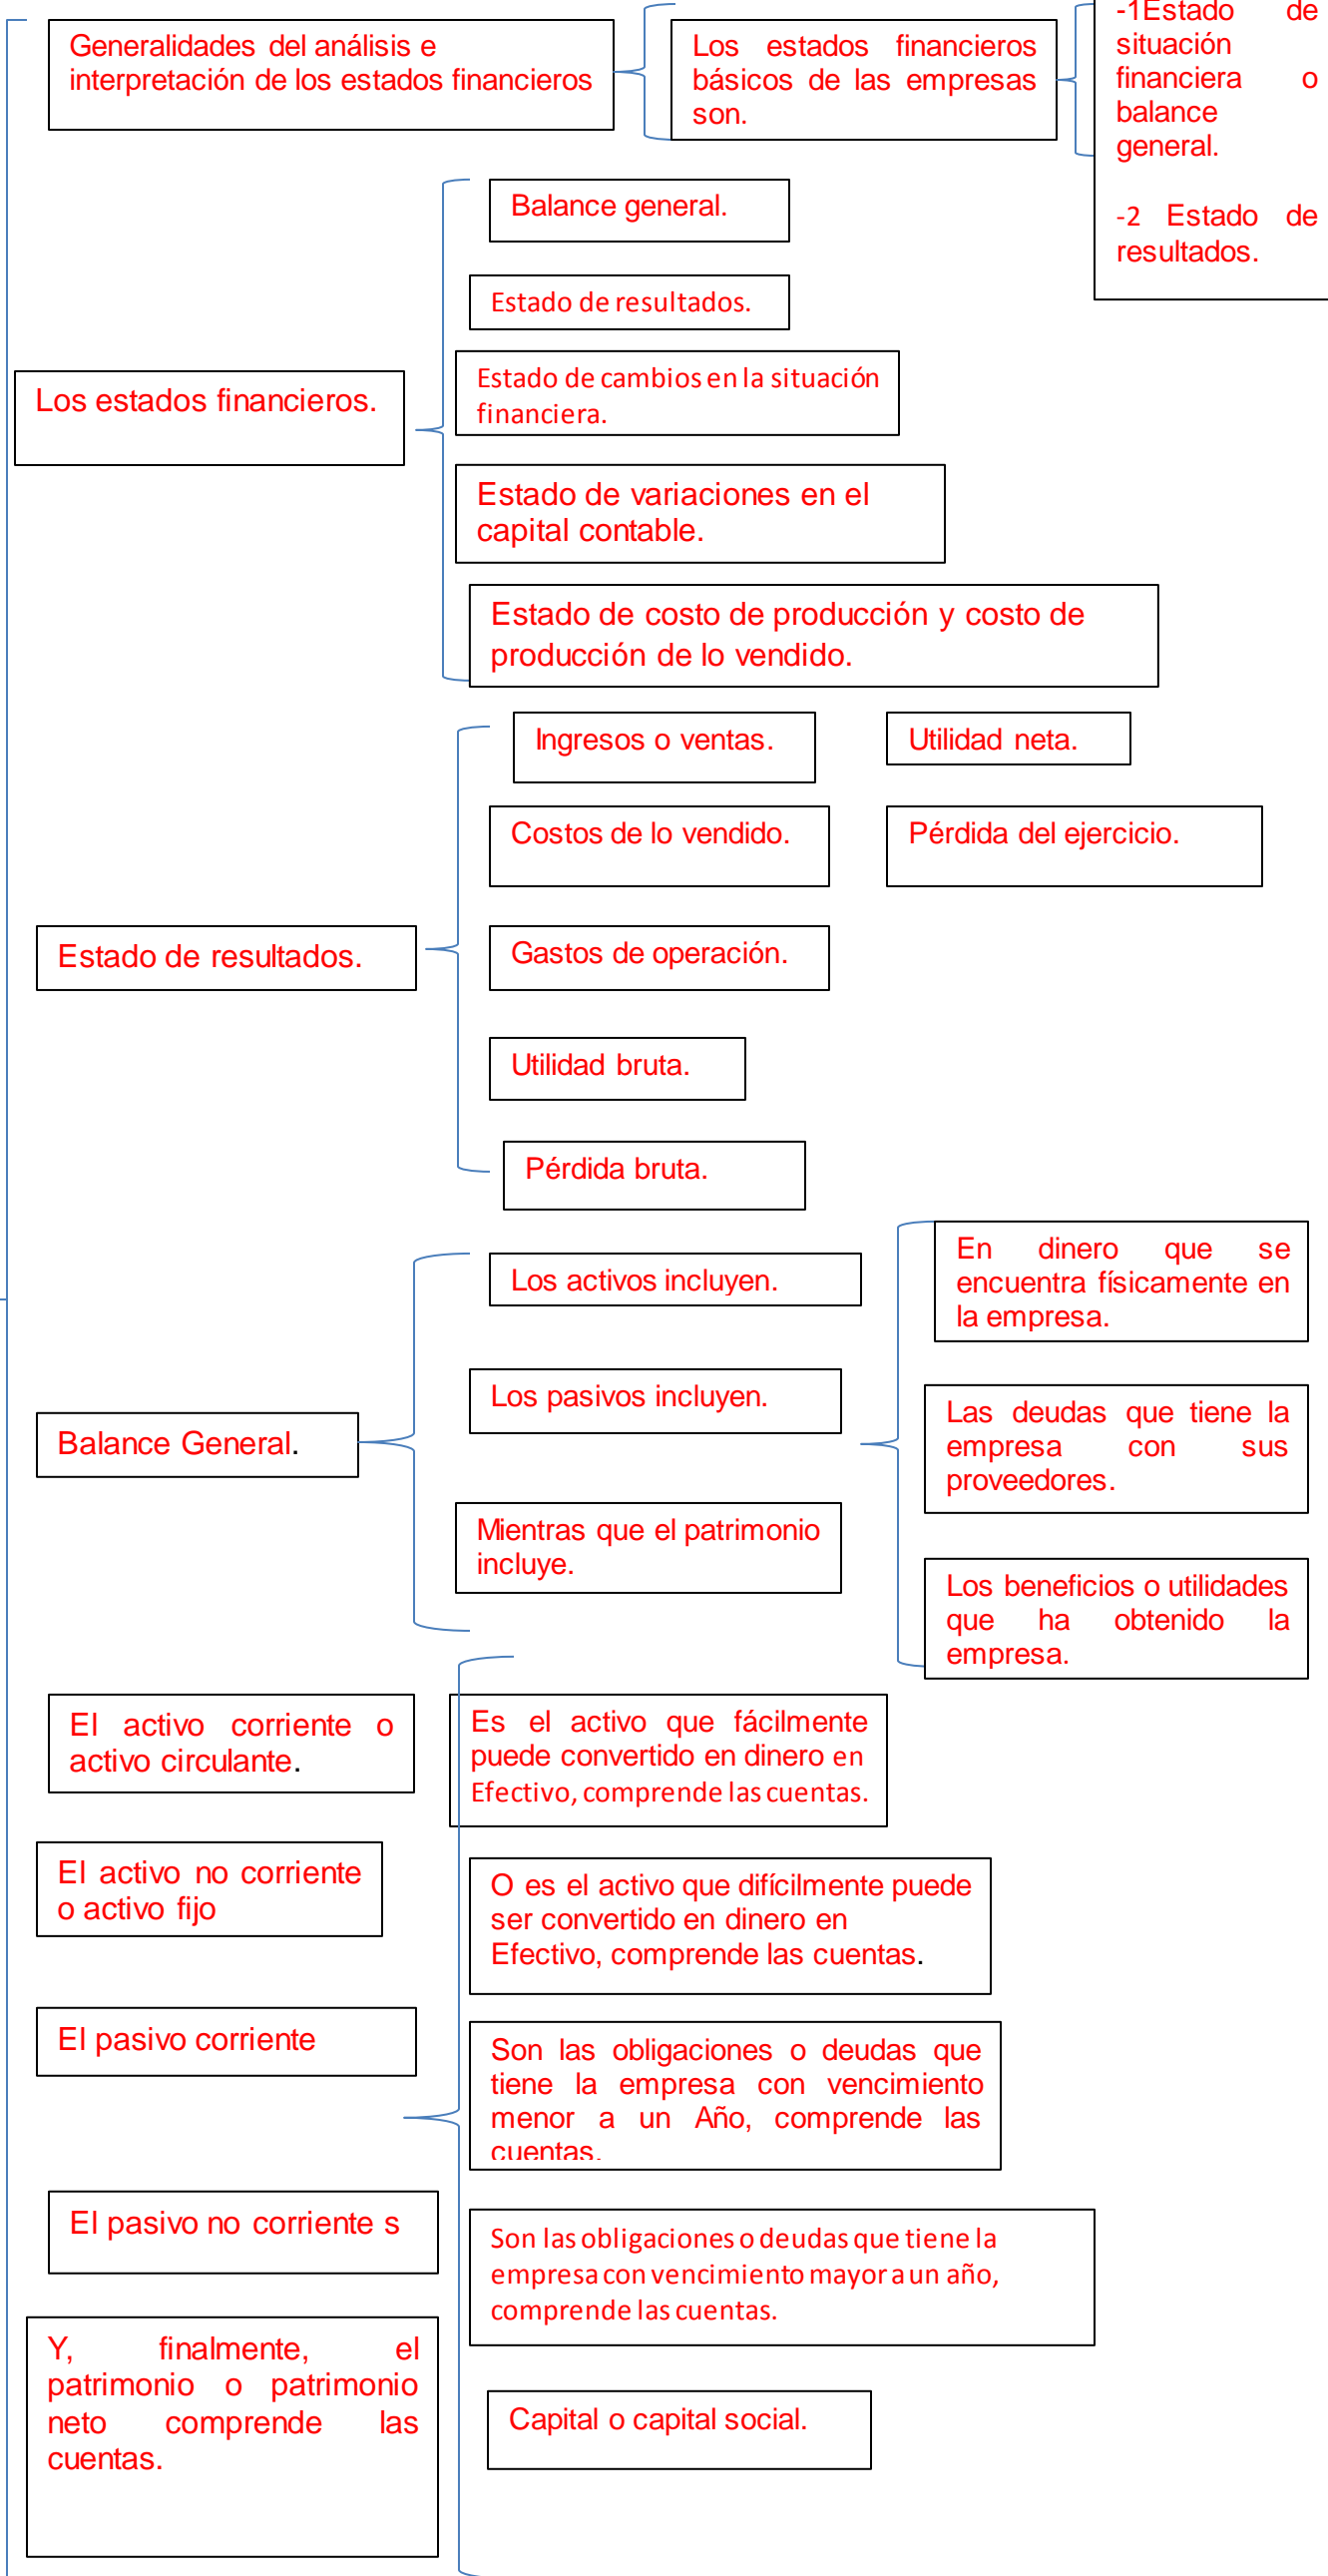 Generalidades del análisis e
interpretación de los estados financieros
Los estados financieros
básicos de las empresas
son.
-1Estado de
situación
financiera o
balance
general.
-2 Estado de
resultados.
Los estados financieros.
Balance general.
Estado de resultados.
Estado de cambios en la situación
financiera.
Estado de variaciones en el
capital contable.
Estado de costo de producción y costo de
producción de lo vendido.
Estado de resultados.
Ingresos o ventas.
Utilidad neta.
Costos de lo vendido.
Pérdida del ejercicio.
Gastos de operación.
Utilidad bruta.
Pérdida bruta.
Balance General.
Los activos incluyen.
Los pasivos incluyen.
Mientras que el patrimonio
incluye.
En dinero que se
encuentra físicamente en
la empresa.
Las deudas que tiene la
empresa con sus
proveedores.
Los beneficios o utilidades
que ha obtenido la
empresa.
El activo corriente o
activo circulante.
Es el activo que fácilmente
puede convertido en dinero en
Efectivo, comprende las cuentas.
El activo no corriente
o activo fijo
O es el activo que difícilmente puede
ser convertido en dinero en
Efectivo, comprende las cuentas.
El pasivo corriente
Son las obligaciones o deudas que
tiene la empresa con vencimiento
menor a un Año, comprende las
cuentas.
El pasivo no corriente s
Son las obligaciones o deudas que tiene la
empresa con vencimiento mayor a un año,
comprende las cuentas.
Y, finalmente, el
patrimonio o patrimonio
neto comprende las
cuentas.
Capital o capital social.